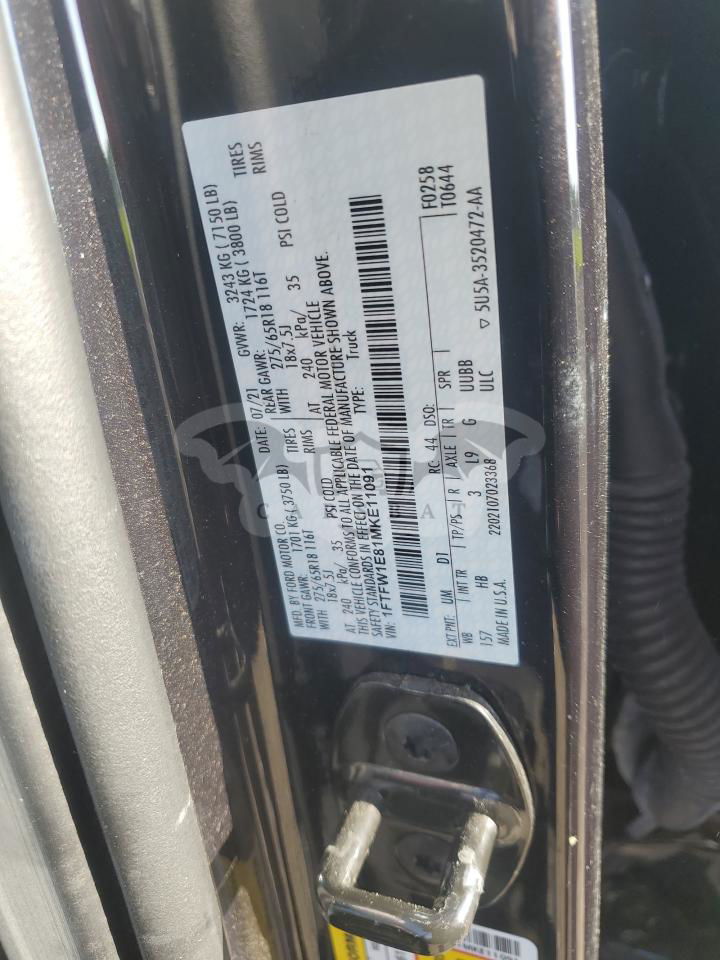 MFD. BY FORD MOTOR CO. DATE: 07/21 GVWR: 3243 KG ( 7150 LB)
FRONT GAWR: 1701 KG ( 3750 LB) REAR GAWR: 1724 KG ( 3800 LB)
WITH 275/65R18 116T TIRES WITH 275/65R18 116T TIRES
18x7.5J RIMS 18x7.5J RIMS
AT 240 kPa/ 35 PSI COLD AT 240 kPa/ 35 PSI COLD
THIS VEHICLE CONFORMS TO ALL APPLICABLE FEDERAL MOTOR VEHICLE
SAFETY STANDARDS IN EFFECT ON THE DATE OF MANUFACTURE SHOWN ABOVE.
VIN: 1FTFW1E81MKE11091 TYPE: Truck
F0258
T0644
EXT PNT: UM D1 RC: 44 DSO:
WB INT TR TP/PS R AXLE TR SPR
157 HB 3 L9 G UUBB
MADE IN U.S.A. 2202107023368 ULC ▽ 5U5A-3520472-AA